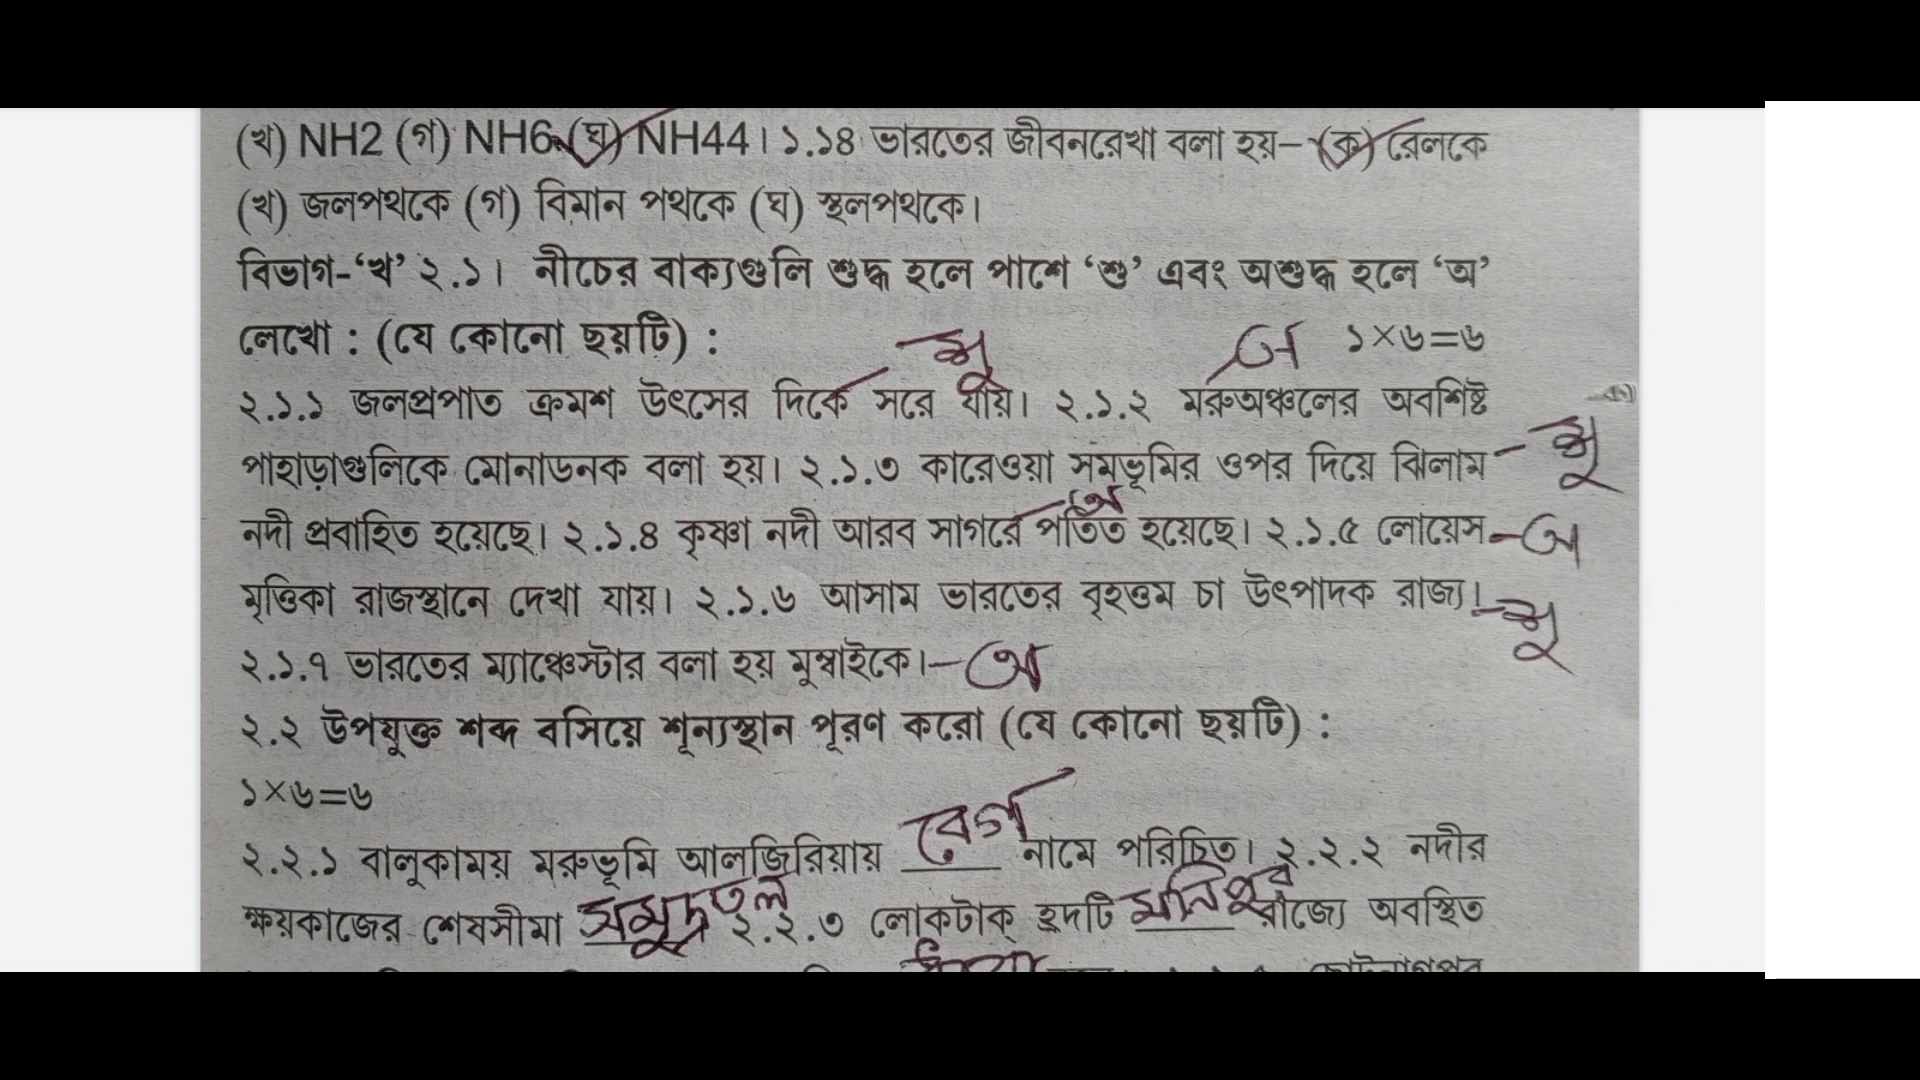 (খ) NH2 (গ) NH6 (ঘ) NH44। ১.১৪ ভারতের জীবনরেখা বলা হয়– (ক) রেলকে
(খ) জলপথকে (গ) বিমান পথকে (ঘ) স্থলপথকে।
বিভাগ-‘খ’ ২.১। নীচের বাক্যগুলি শুদ্ধ হলে পাশে ‘শু’ এবং অশুদ্ধ হলে ‘অ’
লেখো : (যে কোনো ছয়টি) : –শু অ ১×৬=৬
২.১.১ জলপ্রপাত ক্রমশ উৎসের দিকে সরে যায়। ২.১.২ মরুঅঞ্চলের অবশিষ্ট
পাহাড়গুলিকে মোনাডনক বলা হয়। ২.১.৩ কারেওয়া সমভূমির ওপর দিয়ে ঝিলাম – শু
নদী প্রবাহিত হয়েছে। ২.১.৪ কৃষ্ণা নদী আরব সাগরে পতিত হয়েছে। ২.১.৫ লোয়েস –অ
–অ
মৃত্তিকা রাজস্থানে দেখা যায়। ২.১.৬ আসাম ভারতের বৃহত্তম চা উৎপাদক রাজ্য। –শু
২.১.৭ ভারতের ম্যাঞ্চেস্টার বলা হয় মুম্বাইকে।– অ
২.২ উপযুক্ত শব্দ বসিয়ে শূন্যস্থান পূরণ করো (যে কোনো ছয়টি) :
১×৬=৬
২.২.১ বালুকাময় মরুভূমি আলজিরিয়ায় নামে পরিচিত। ২.২.২ নদীর
ক্ষয়কাজের শেষসীমা সমুদ্রতল ২.২.৩ লোকটাক্ হ্রদটি মনিপুর রাজ্যে অবস্থিত